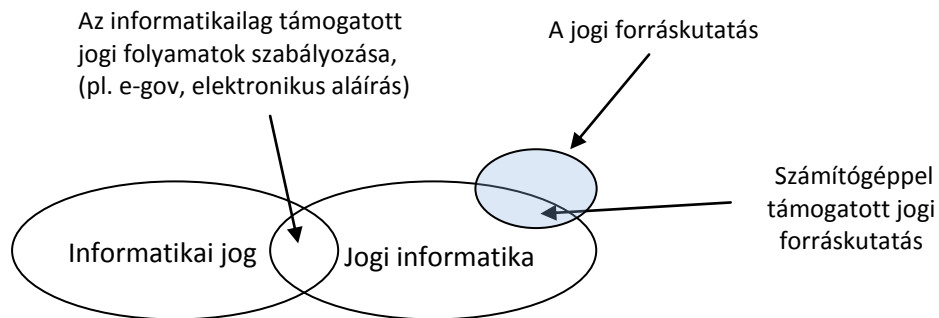 Az informatikailag támogatott
jogi folyamatok szabályozása,
(pl. e-gov, elektronikus aláírás)
A jogi forráskutatás
Számítógéppel
támogatott jogi
forráskutatás
Informatikai jog
Jogi informatika